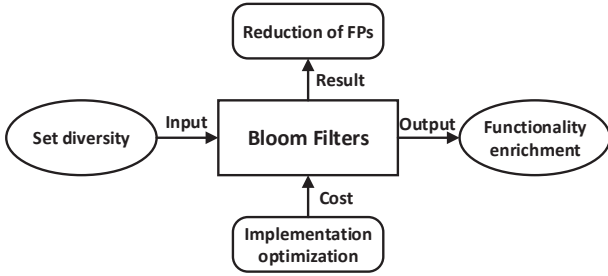 Reduction of FPs
Result
Set diversity
Input
Bloom Filters
Output
Functionality
enrichment
Cost
Implementation
optimization